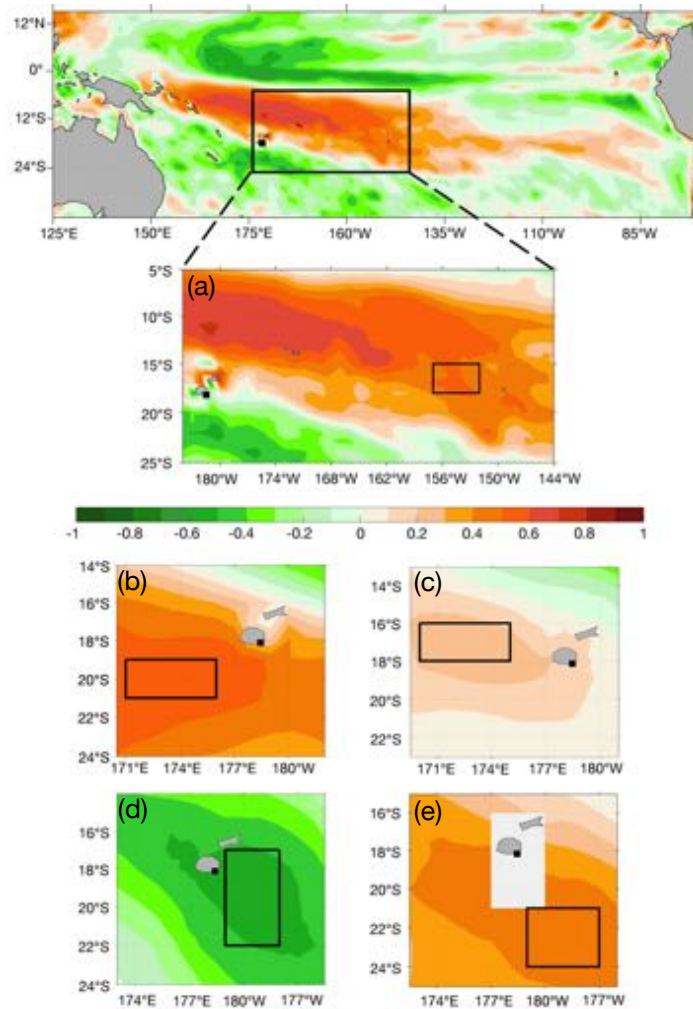 12°N
0°
12°S
24°S
125°E 150°E 175°E 160°W 135°W 110°W 85°W
(a)
5°S
10°S
15°S
20°S
25°S
180°W 174°W 168°W 162°W 156°W 150°W 144°W
-1 -0.8 -0.6 -0.4 -0.2 0 0.2 0.4 0.6 0.8 1
(b)
14°S
16°S
18°S
20°S
22°S
24°S
171°E 174°E 177°E 180°W
(c)
14°S
16°S
18°S
20°S
22°S
171°E 174°E 177°E 180°W
(d)
16°S
18°S
20°S
22°S
24°S
174°E 177°E 180°W 177°W
(e)
16°S
18°S
20°S
22°S
24°S
174°E 177°E 180°W 177°W